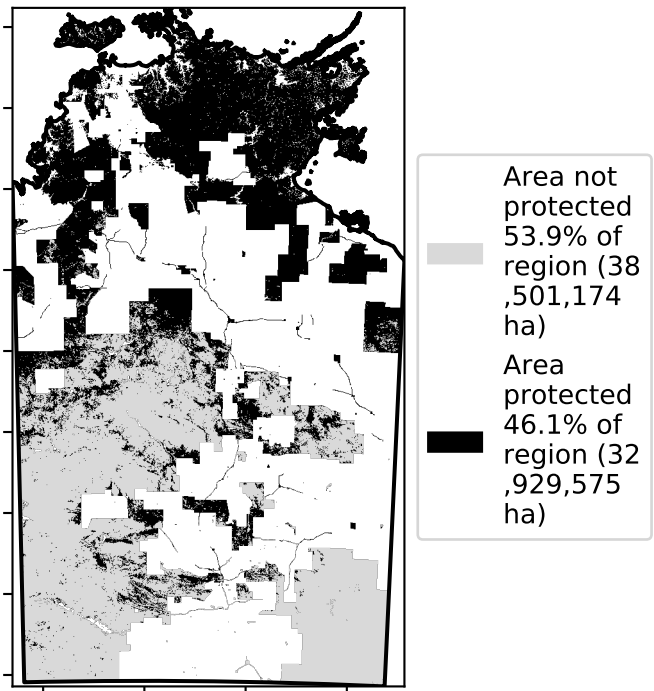 Area not
protected
53.9% of
region (38
,501,174
ha)
Area
protected
46.1% of
region (32
,929,575
ha)